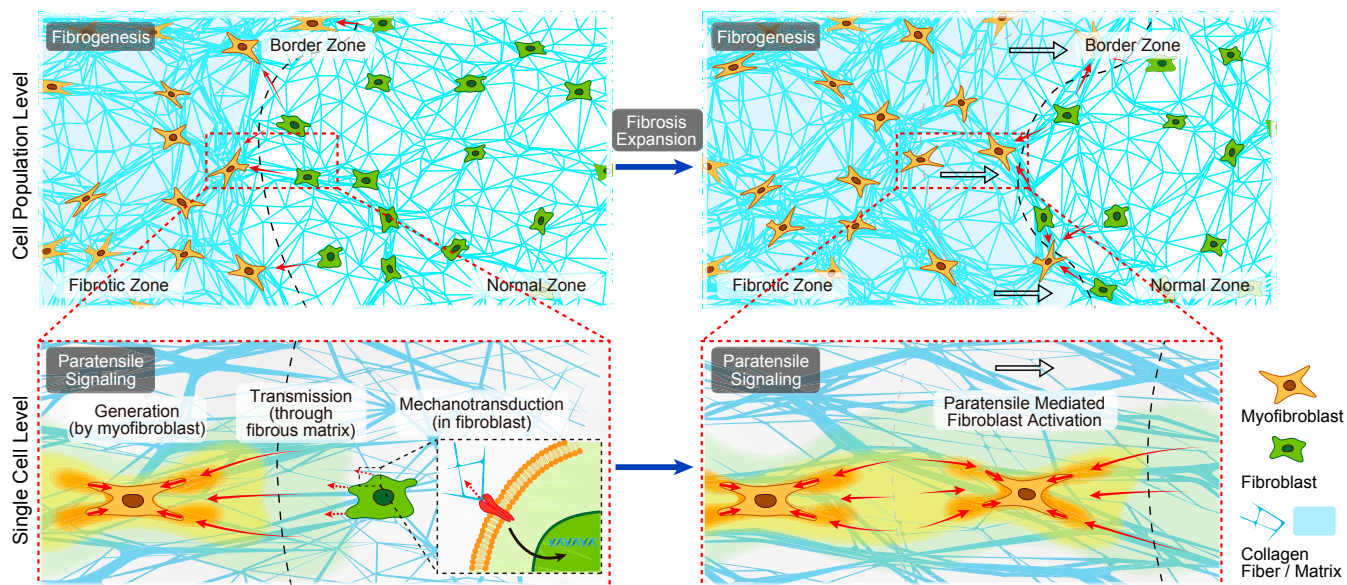 Cell Population Level
Fibrogenesis
Border Zone
Fibrotic Zone
Normal Zone
Fibrosis
Expansion
Fibrogenesis
Border Zone
Fibrotic Zone
Normal Zone
Single Cell Level
Paratensile
Signaling
Generation
(by myofibroblast)
Transmission
(through
fibrous matrix)
Mechanotransduction
(in fibroblast)
Paratensile
Signaling
Paratensile Mediated
Fibroblast Activation
Myofibroblast
Fibroblast
Collagen
Fiber / Matrix